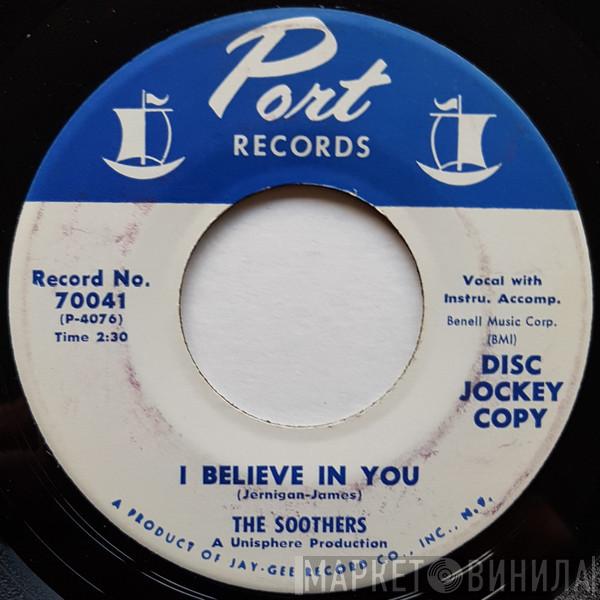 Port
RECORDS
Record No.
70041
(P-4076)
Time 2:30
Vocal with
Instru. Accomp.
Benell Music Corp.
(BMI)
DISC
JOCKEY
COPY
I BELIEVE IN YOU
(Jernigan-James)
THE SOOTHERS
A Unisphere Production
A PRODUCT OF JAY-GEE RECORD CO., INC., N.Y.
МАРКЕТ ВИНИЛА